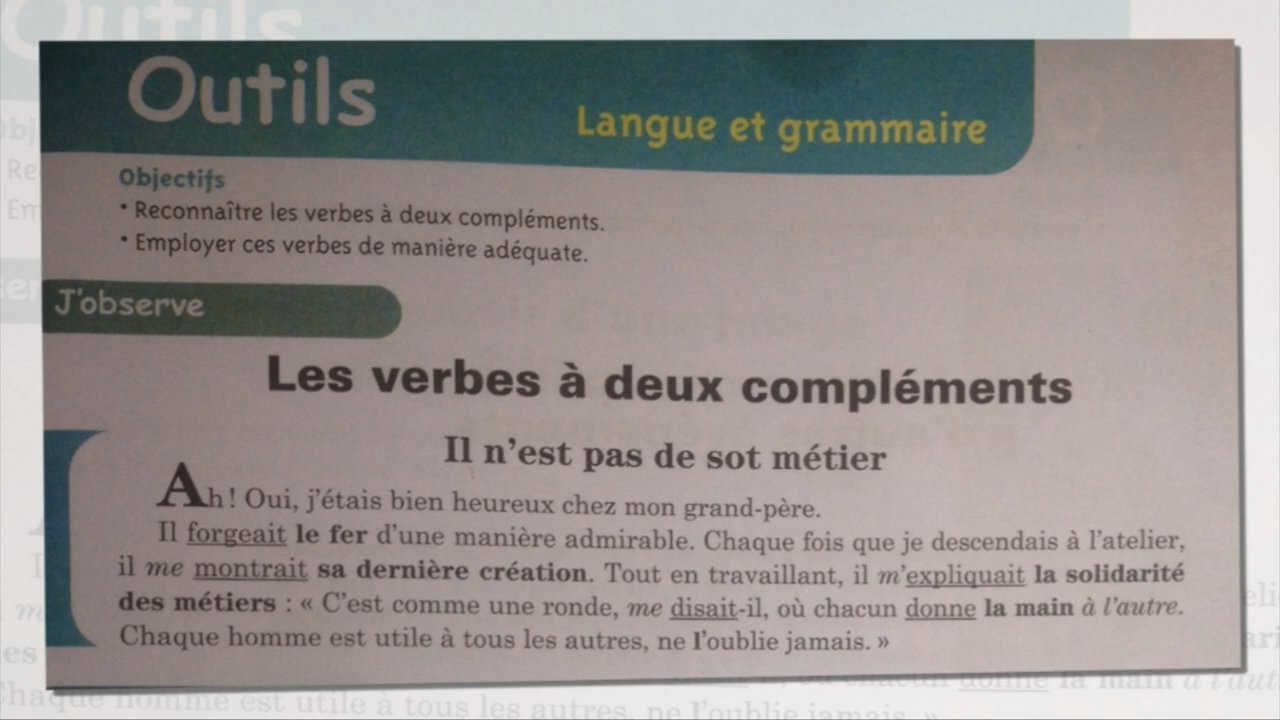 Outils
Langue et grammaire
Objectifs
• Reconnaître les verbes à deux compléments.
• Employer ces verbes de manière adéquate.
J'observe
Les verbes à deux compléments
Il n'est pas de sot métier
Ah ! Oui, j'étais bien heureux chez mon grand-père.
Il forgeait le fer d'une manière admirable. Chaque fois que je descendais à l'atelier,
il me montrait sa dernière création. Tout en travaillant, il m'expliquait la solidarité
des métiers : « C'est comme une ronde, me disait-il, où chacun donne la main à l'autre.
Chaque homme est utile à tous les autres, ne l'oublie jamais. »